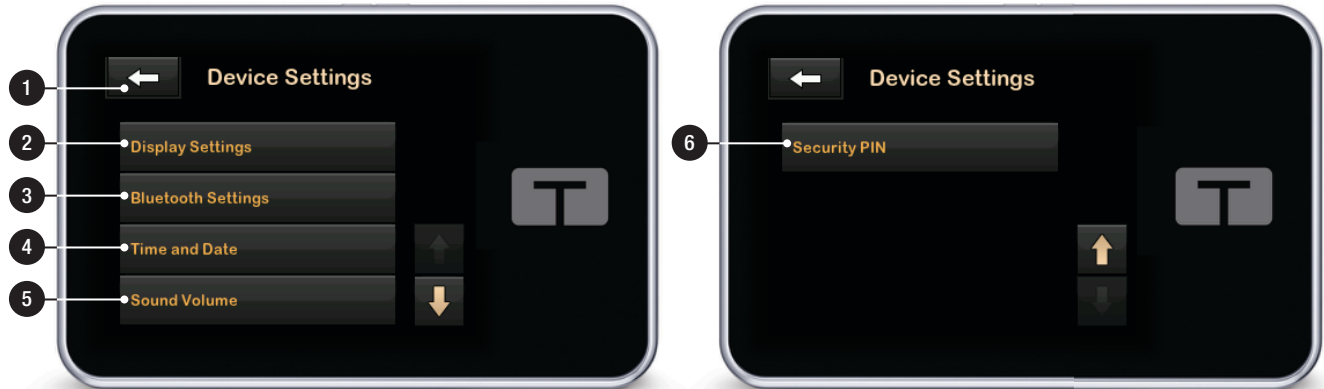 Device Settings
1
2
Display Settings
3
Bluetooth Settings
4
Time and Date
5
Sound Volume
T
Device Settings
6
Security PIN
T